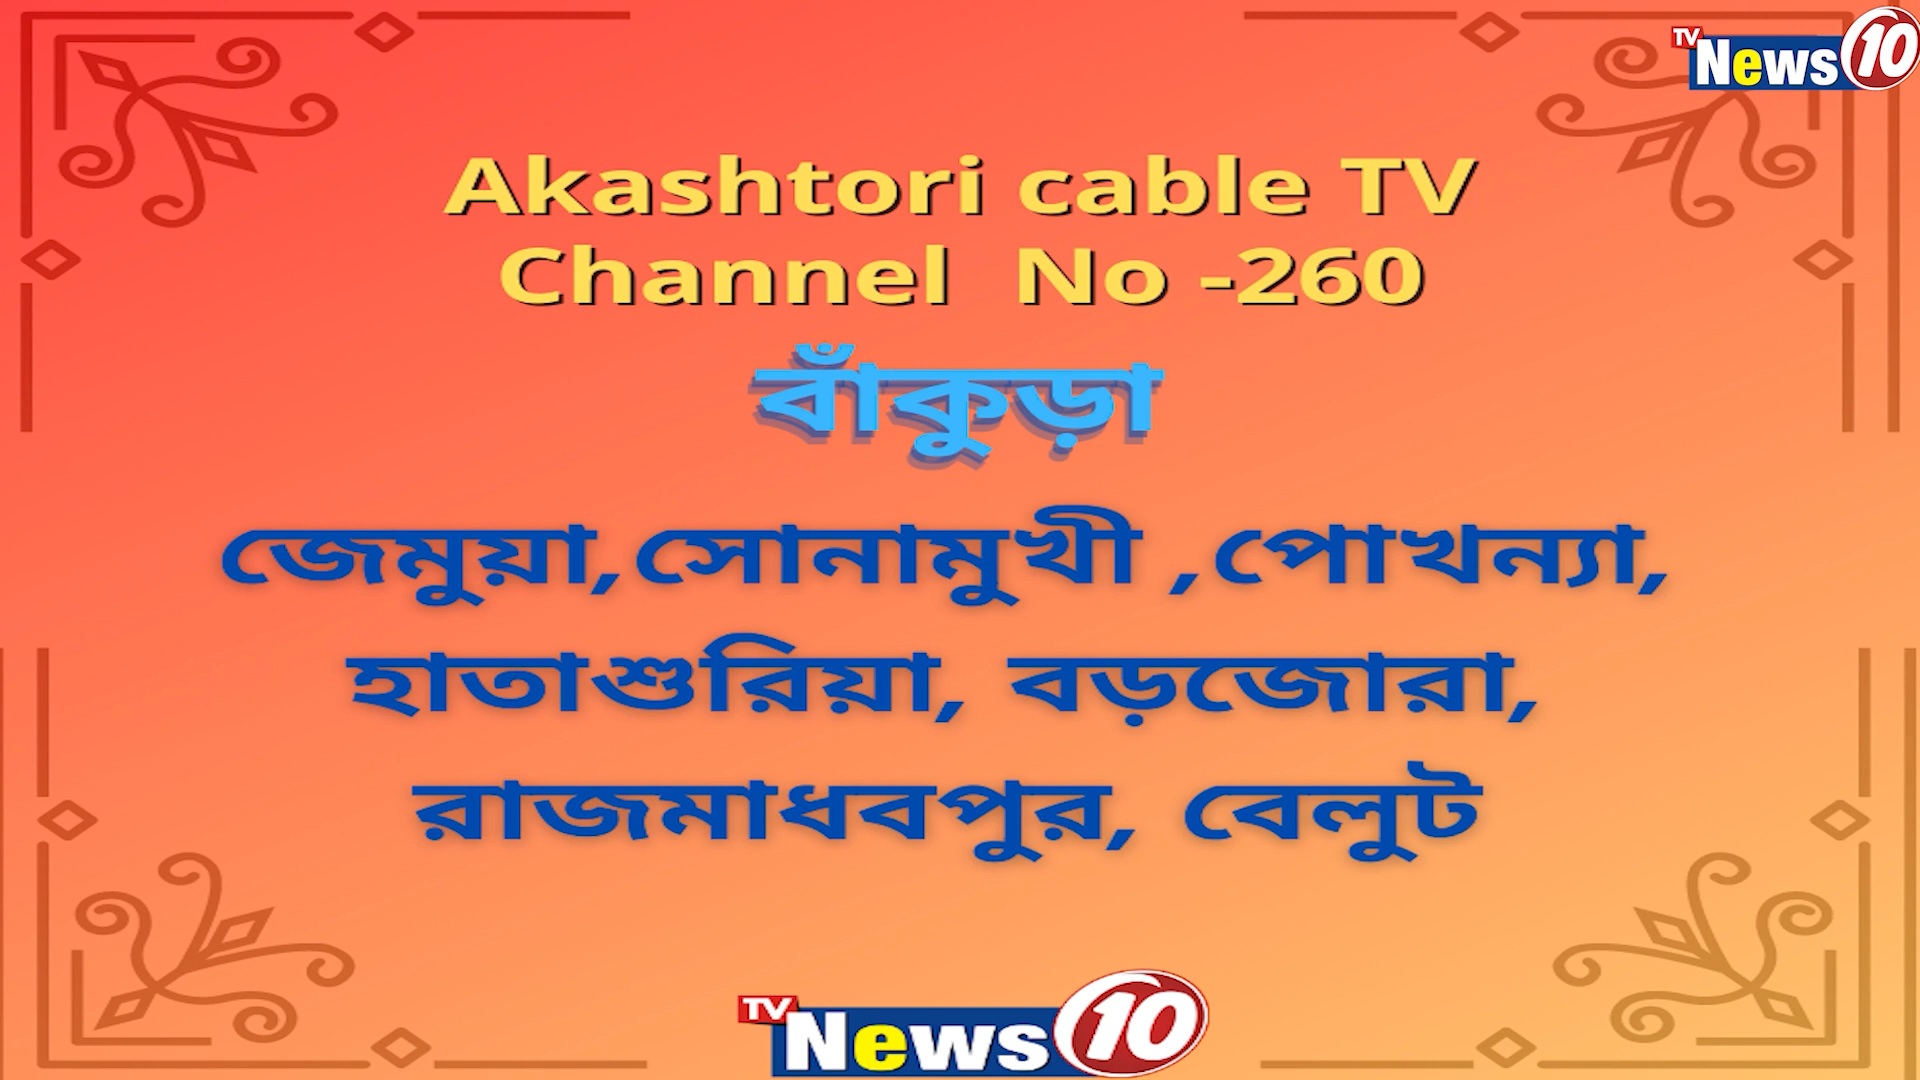 TV News 10
Akashtori cable TV
Channel No -260
বাঁকুড়া
জেমুয়া,সোনামুখী ,পোখন্যা,
হাতাশুরিয়া, বড়জোরা,
রাজমাধবপুর, বেলুট
TV News 10